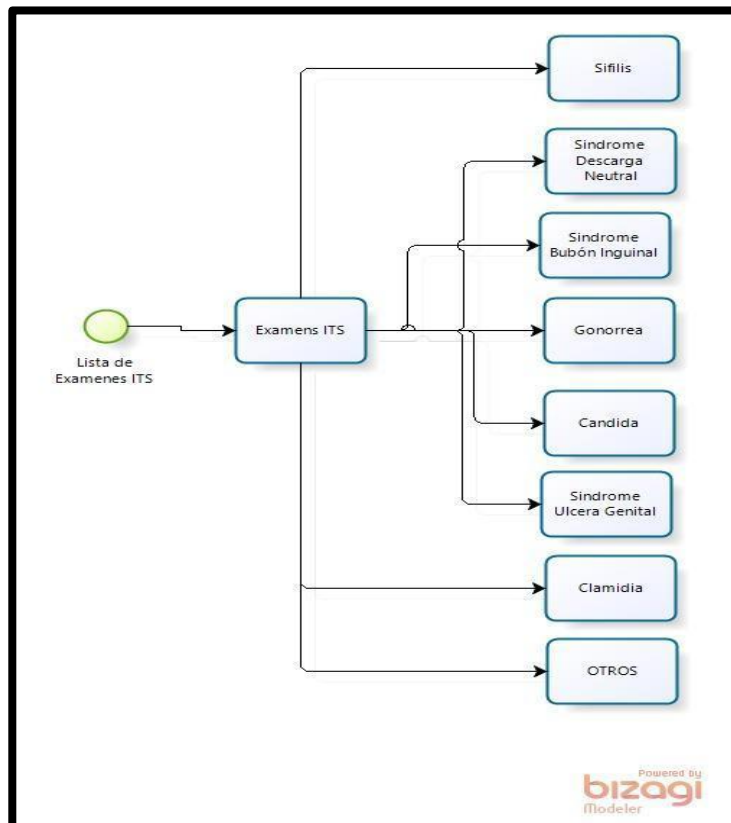 Sifilis
Sindrome
Descarga
Neutral
Sindrome
Bubón Inguinal
Lista de
Examenes ITS
Examens ITS
Gonorrea
Candida
Sindrome
Ulcera Genital
Clamidia
OTROS
Powered by
bizagi
Modeler